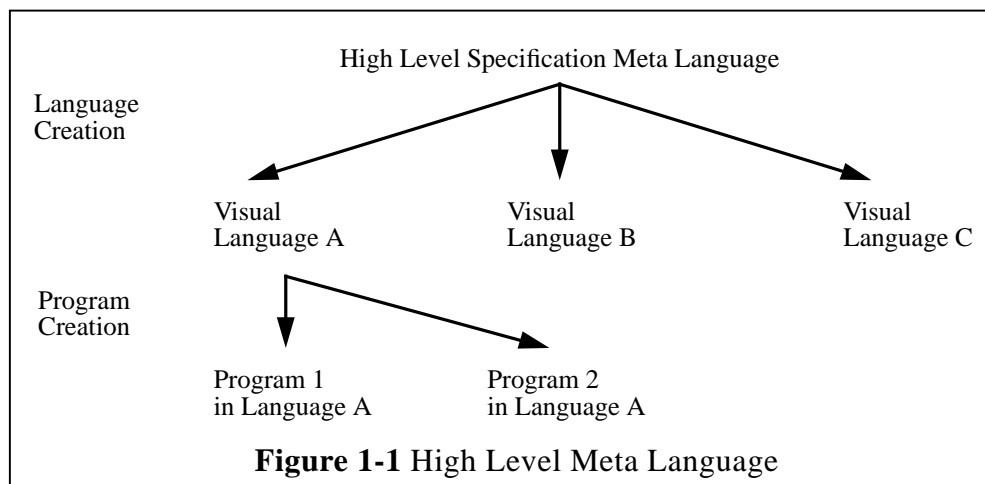 High Level Specification Meta Language
Language
Creation
Visual
Language A
Visual
Language B
Visual
Language C
Program
Creation
Program 1
in Language A
Program 2
in Language A
Figure 1-1 High Level Meta Language